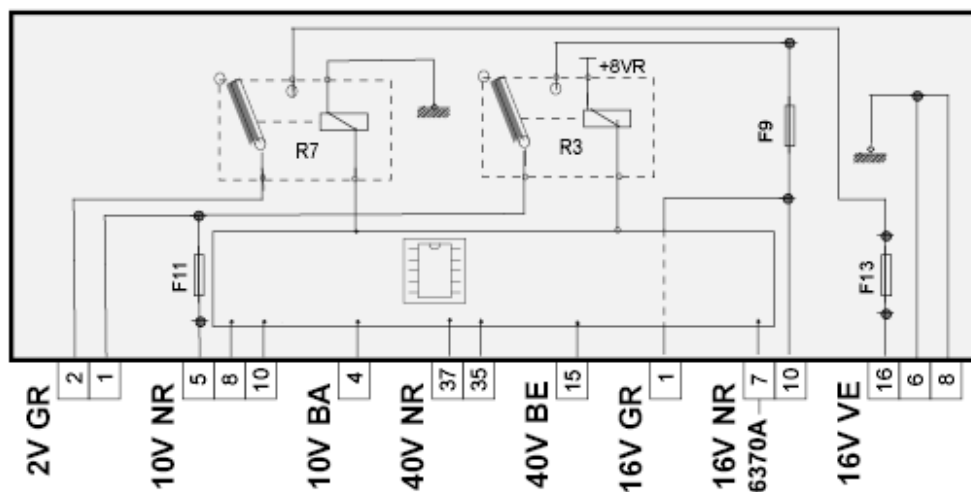 +8VR
R7
R3
F9
F11
F13
2V GR
2
1
10V NR
5
8
10
10V BA
4
40V NR
37
35
40V BE
15
16V GR
1
16V NR
7
6370A
10
16V VE
16
6
8